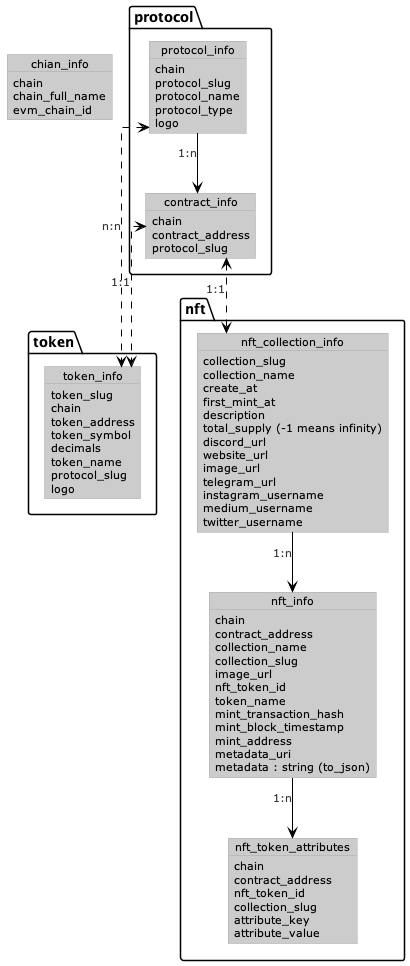 protocol
chian_info
chain
chain_full_name
evm_chain_id
protocol_info
chain
protocol_slug
protocol_name
protocol_type
logo
1:n
contract_info
chain
contract_address
protocol_slug
n:n
1:1
1:1
token
token_info
token_slug
chain
token_address
token_symbol
decimals
token_name
protocol_slug
logo
nft
nft_collection_info
collection_slug
collection_name
create_at
first_mint_at
description
total_supply (-1 means infinity)
discord_url
website_url
image_url
telegram_url
instagram_username
medium_username
twitter_username
1:n
nft_info
chain
contract_address
collection_name
collection_slug
image_url
nft_token_id
token_name
mint_transaction_hash
mint_block_timestamp
mint_address
metadata_uri
metadata : string (to_json)
1:n
nft_token_attributes
chain
contract_address
nft_token_id
collection_slug
attribute_key
attribute_value